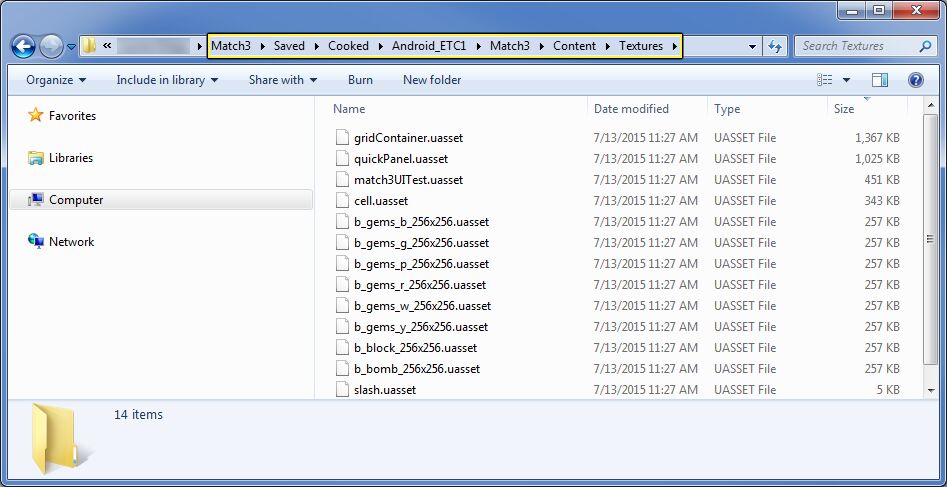 « Match3 Saved Cooked Android_ETC1 Match3 Content Textures Search Textures
Organize Include in library Share with Burn New folder
Favorites
Libraries
Computer
Network
Name Date modified Type Size
gridContainer.uasset 7/13/2015 11:27 AM UASSET File 1,367 KB
quickPanel.uasset 7/13/2015 11:27 AM UASSET File 1,025 KB
match3UITest.uasset 7/13/2015 11:27 AM UASSET File 451 KB
cell.uasset 7/13/2015 11:27 AM UASSET File 343 KB
b_gems_b_256x256.uasset 7/13/2015 11:27 AM UASSET File 257 KB
b_gems_g_256x256.uasset 7/13/2015 11:27 AM UASSET File 257 KB
b_gems_p_256x256.uasset 7/13/2015 11:27 AM UASSET File 257 KB
b_gems_r_256x256.uasset 7/13/2015 11:27 AM UASSET File 257 KB
b_gems_w_256x256.uasset 7/13/2015 11:27 AM UASSET File 257 KB
b_gems_y_256x256.uasset 7/13/2015 11:27 AM UASSET File 257 KB
b_block_256x256.uasset 7/13/2015 11:27 AM UASSET File 257 KB
b_bomb_256x256.uasset 7/13/2015 11:27 AM UASSET File 257 KB
slash.uasset 7/13/2015 11:27 AM UASSET File 5 KB
14 items